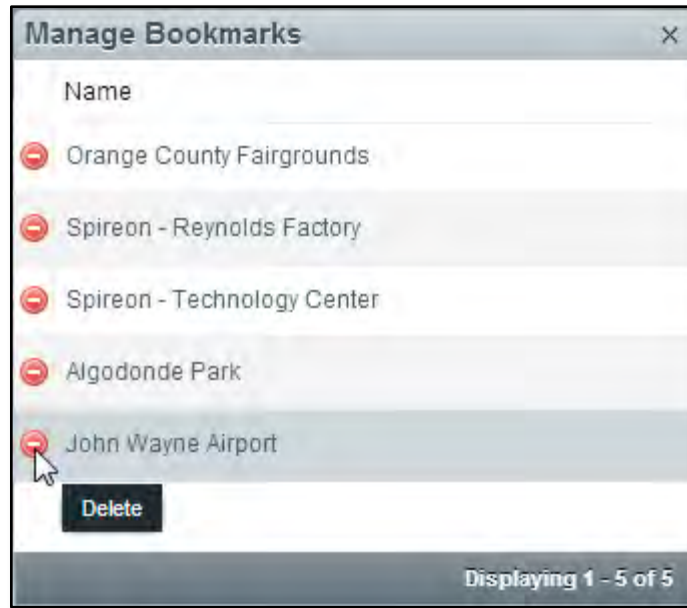 Manage Bookmarks
Name
Orange County Fairgrounds
Spireon - Reynolds Factory
Spireon - Technology Center
Algodonde Park
John Wayne Airport
Delete
Displaying 1 - 5 of 5